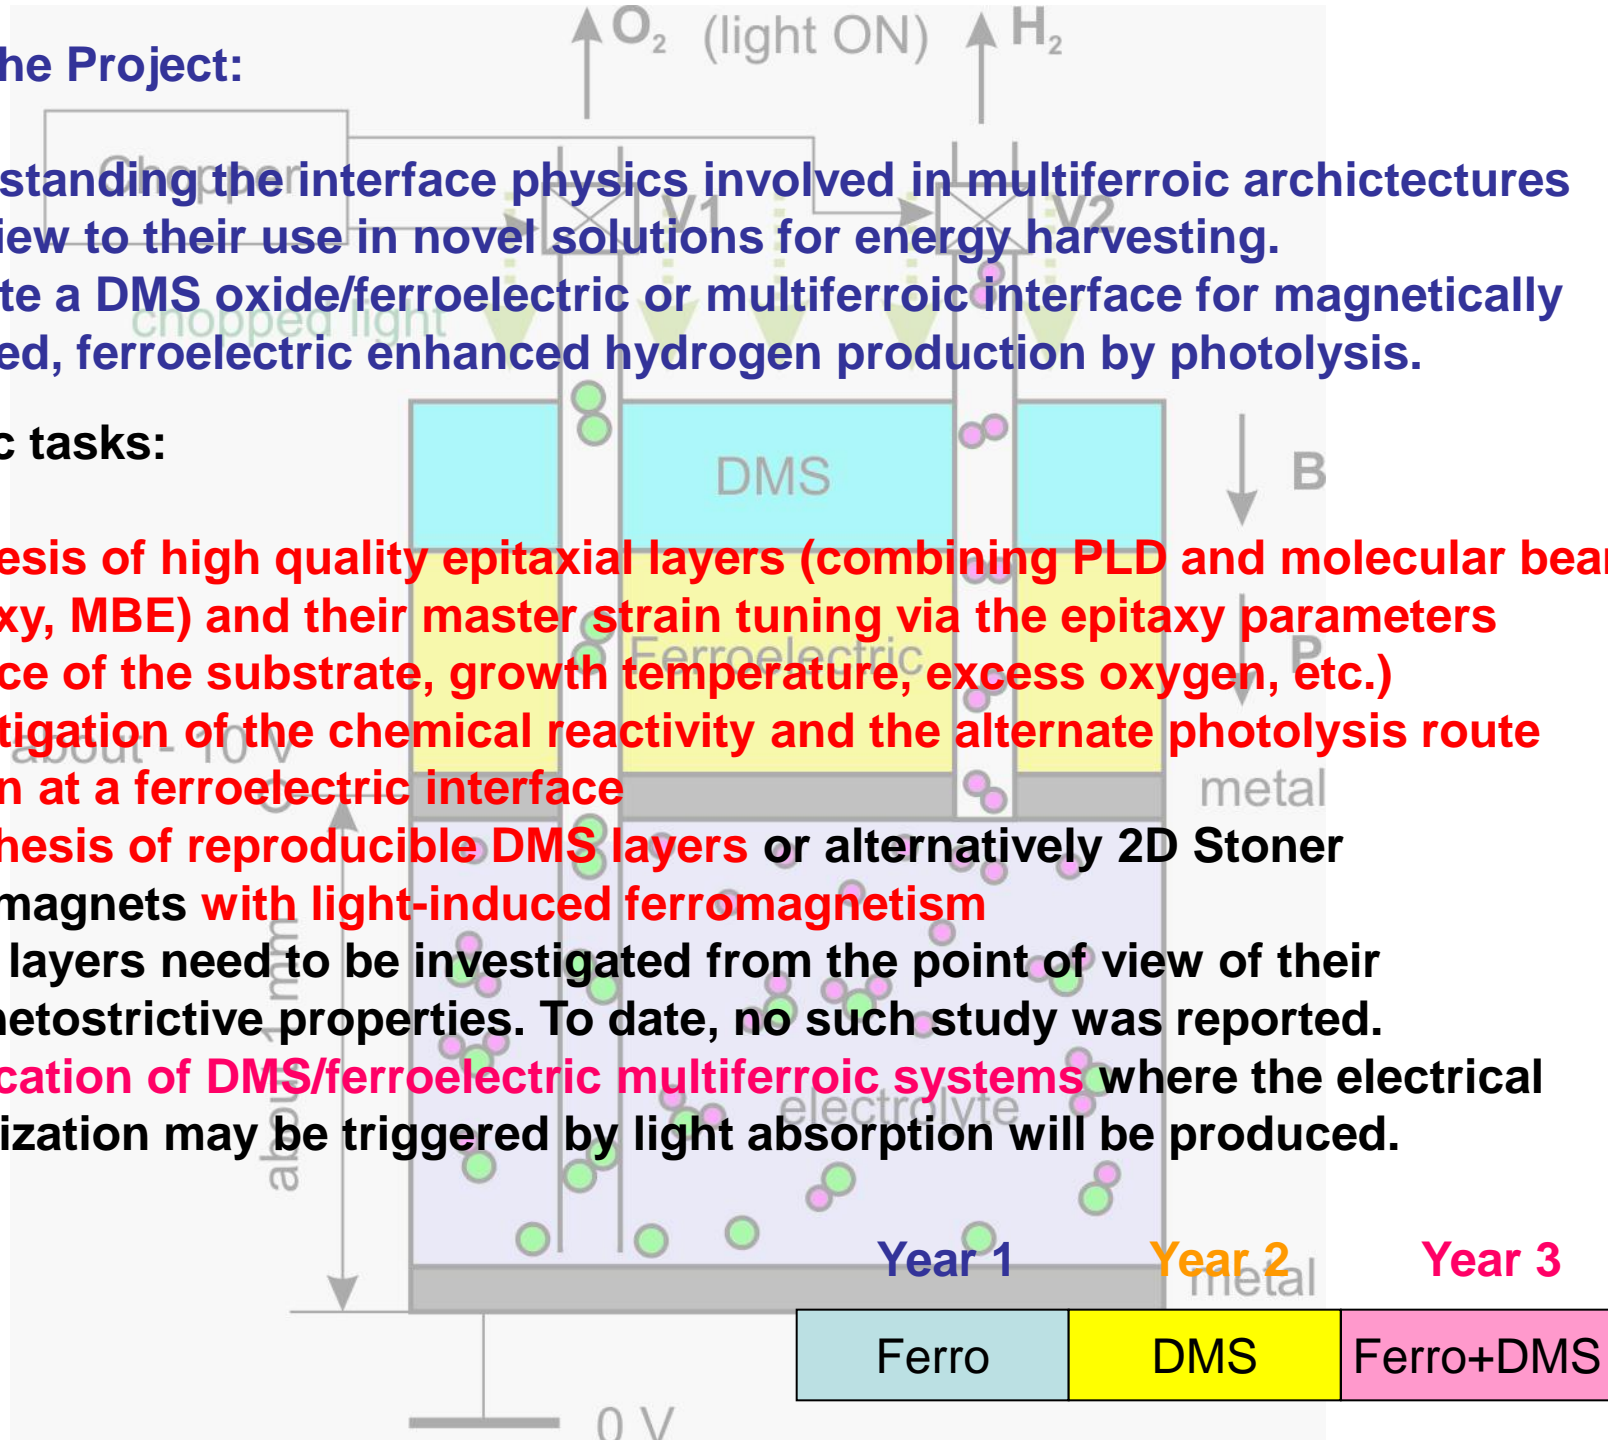 he Project:
standing the interface physics involved in multiferroic archictectures
iew to their use in novel solutions for energy harvesting.
te a DMS oxide/ferroelectric or multiferroic interface for magnetically
ed, ferroelectric enhanced hydrogen production by photolysis.
c tasks:
esis of high quality epitaxial layers (combining PLD and molecular bear
xy, MBE) and their master strain tuning via the epitaxy parameters
ce of the substrate, growth temperature, excess oxygen, etc.)
tigation of the chemical reactivity and the alternate photolysis route
n at a ferroelectric interface
hesis of reproducible DMS layers or alternatively 2D Stoner
magnets with light-induced ferromagnetism
layers need to be investigated from the point of view of their
netostrictive properties. To date, no such study was reported.
cation of DMS/ferroelectric multiferroic systems where the electrical
ization may be triggered by light absorption will be produced.
O2 (light ON) H2
Chopper
V1 V2
chopped light
DMS
B
Ferroelectric
P
about - 10 V
metal
about 1 mm
electrolyte
metal
0 V
Year 1 Year 2 Year 3
Ferro DMS Ferro+DMS